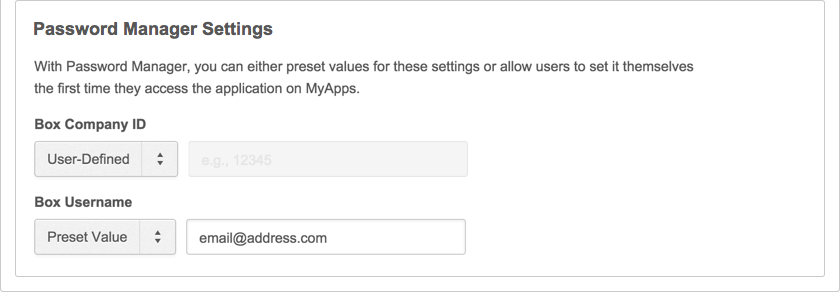 Password Manager Settings
With Password Manager, you can either preset values for these settings or allow users to set it themselves
the first time they access the application on MyApps.
Box Company ID
User-Defined
e.g., 12345
Box Username
Preset Value
email@address.com